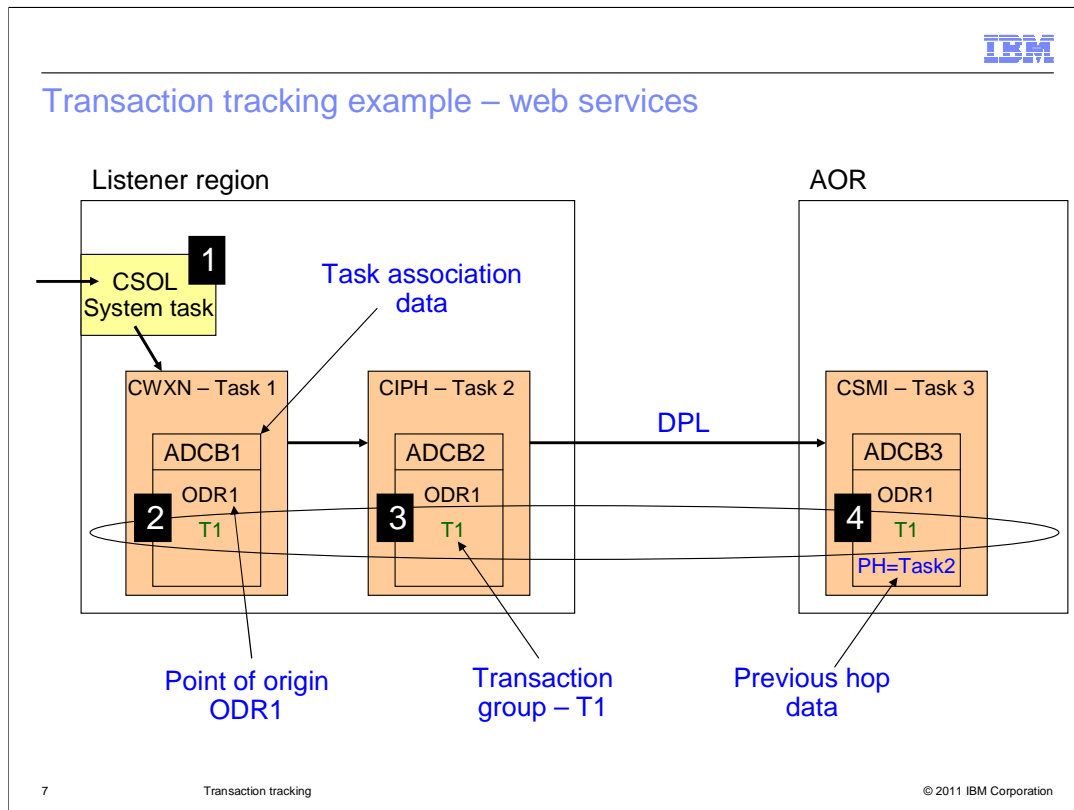 IBM
Transaction tracking example – web services
Listener region
AOR
1
CSOL
System task
Task association
data
CWXN – Task 1
CIPH – Task 2
CSMI – Task 3
DPL
ADCB1
ADCB2
ADCB3
ODR1
ODR1
ODR1
2
T1
3
T1
4
T1
PH=Task2
Point of origin
ODR1
Transaction
group – T1
Previous hop
data
7
Transaction tracking
© 2011 IBM Corporation